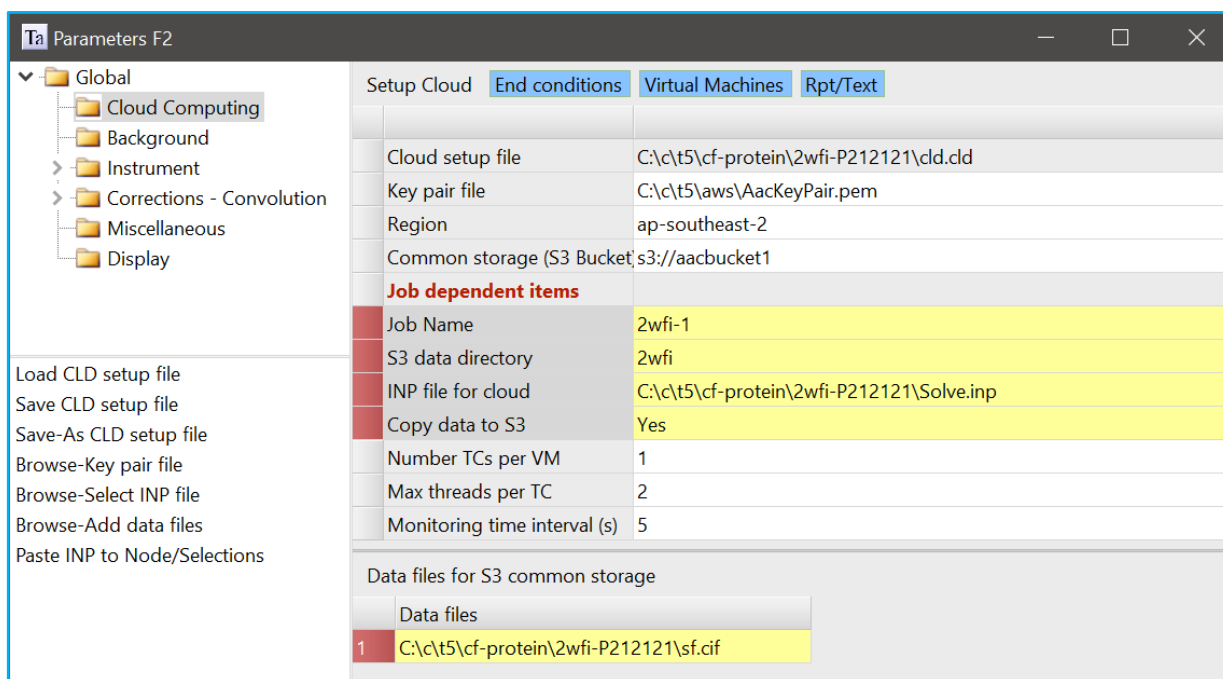 Ta Parameters F2
Global
Cloud Computing
Background
Instrument
Corrections - Convolution
Miscellaneous
Display
Load CLD setup file
Save CLD setup file
Save-As CLD setup file
Browse-Key pair file
Browse-Select INP file
Browse-Add data files
Paste INP to Node/Selections
Setup Cloud End conditions Virtual Machines Rpt/Text
Cloud setup file C:\c\t5\cf-protein\2wfi-P212121\cld.cld
Key pair file C:\c\t5\aws\AacKeyPair.pem
Region ap-southeast-2
Common storage (S3 Bucket) s3://aacbucket1
Job dependent items
Job Name 2wfi-1
S3 data directory 2wfi
INP file for cloud C:\c\t5\cf-protein\2wfi-P212121\Solve.inp
Copy data to S3 Yes
Number TCs per VM 1
Max threads per TC 2
Monitoring time interval (s) 5
Data files for S3 common storage
Data files
1 C:\c\t5\cf-protein\2wfi-P212121\sf.cif